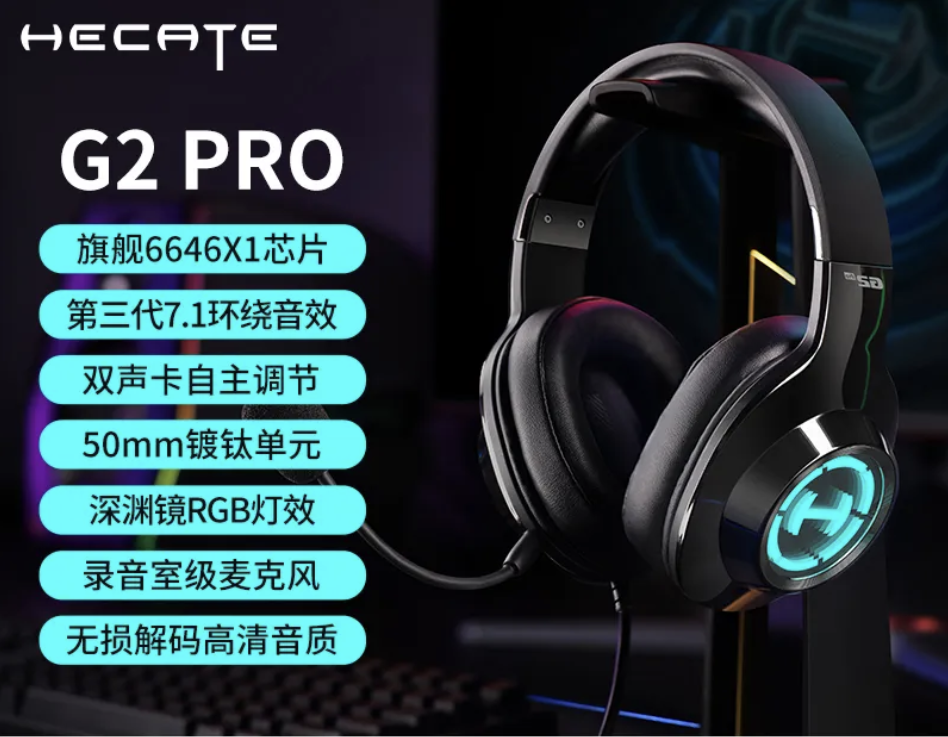 HECATE
G2 PRO
旗舰6646X1芯片
第三代7.1环绕音效
双声卡自主调节
50mm镀钛单元
深渊镜RGB灯效
录音室级麦克风
无损解码高清音质